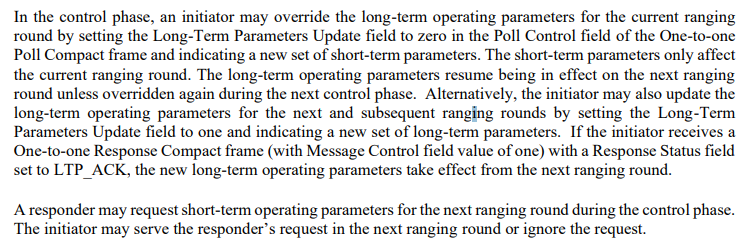 In the control phase, an initiator may override the long-term operating parameters for the current ranging
round by setting the Long-Term Parameters Update field to zero in the Poll Control field of the One-to-one
Poll Compact frame and indicating a new set of short-term parameters. The short-term parameters only affect
the current ranging round. The long-term operating parameters resume being in effect on the next ranging
round unless overridden again during the next control phase.  Alternatively, the initiator may also update the
long-term operating parameters for the next and subsequent ranging rounds by setting the Long-Term
Parameters Update field to one and indicating a new set of long-term parameters.  If the initiator receives a
One-to-one Response Compact frame (with Message Control field value of one) with a Response Status field
set to LTP_ACK, the new long-term operating parameters take effect from the next ranging round.
A responder may request short-term operating parameters for the next ranging round during the control phase.
The initiator may serve the responder's request in the next ranging round or ignore the request.